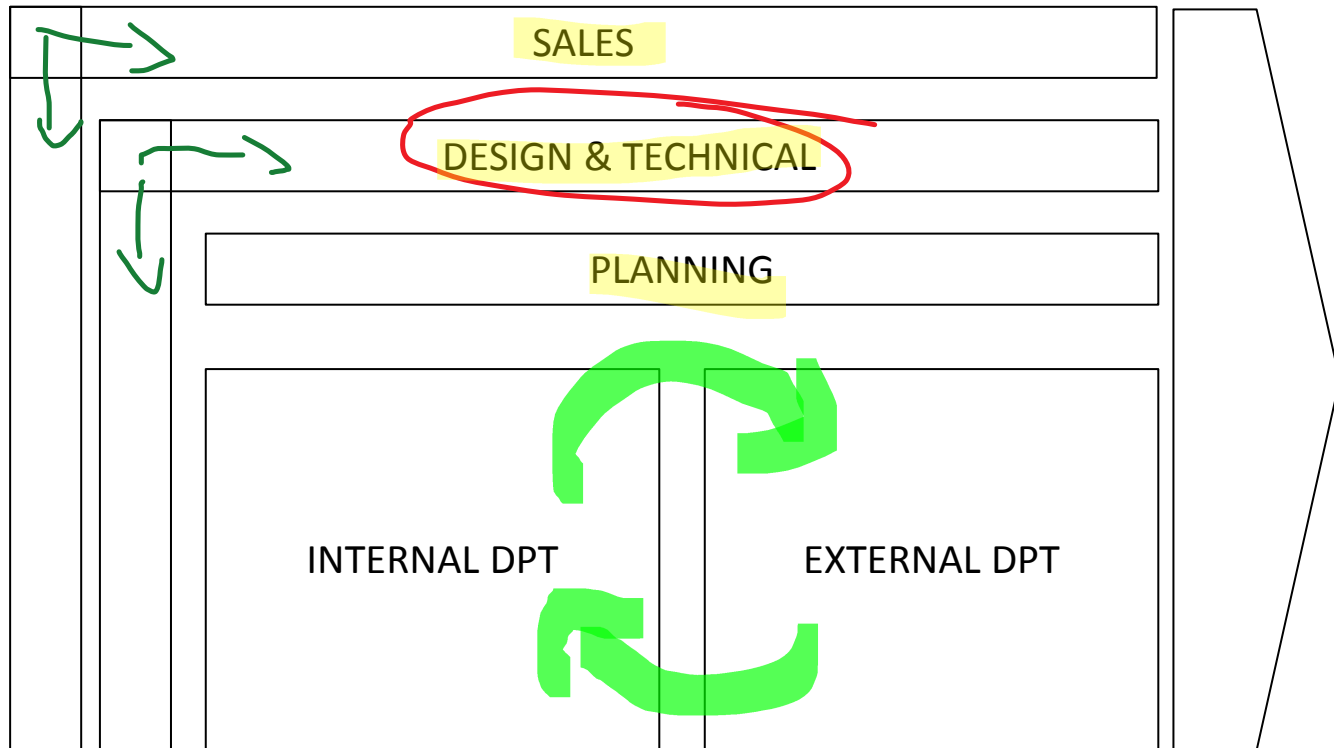 SALES
DESIGN & TECHNICAL
PLANNING
INTERNAL DPT
EXTERNAL DPT